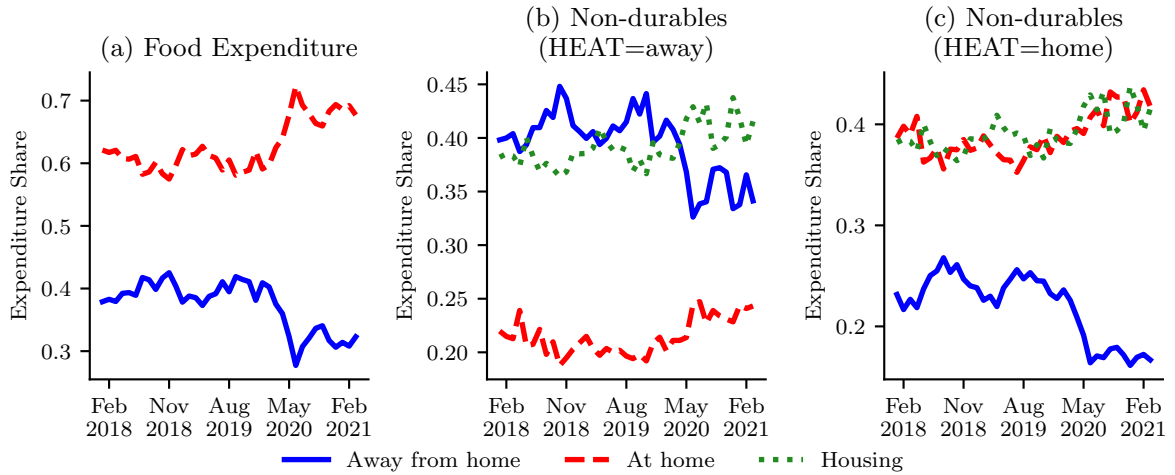 (a) Food Expenditure
Expenditure Share
0.7
0.6
0.5
0.4
0.3
Feb
2018
Nov
2018
Aug
2019
May
2020
Feb
2021
(b) Non-durables
(HEAT=away)
Expenditure Share
0.45
0.40
0.35
0.30
0.25
0.20
Feb
2018
Nov
2018
Aug
2019
May
2020
Feb
2021
(c) Non-durables
(HEAT=home)
Expenditure Share
0.4
0.3
0.2
Feb
2018
Nov
2018
Aug
2019
May
2020
Feb
2021
Away from home
At home
Housing